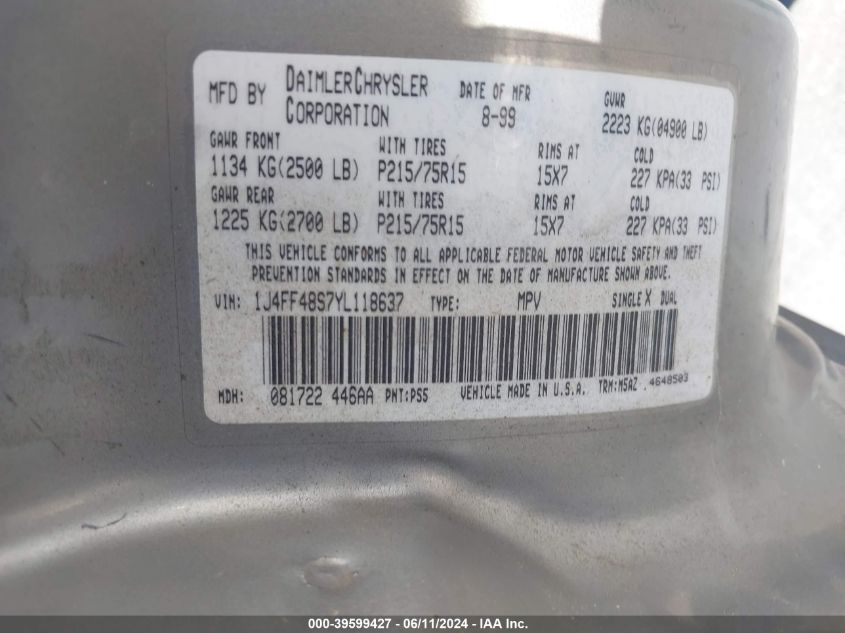 MFD BY DAIMLERCHRYSLER CORPORATION DATE OF MFR 8-99 GVWR 2223 KG(04900 LB)
GAWR FRONT WITH TIRES RIMS AT COLD
1134 KG(2500 LB) P215/75R15 15X7 227 KPA(33 PSI)
GAWR REAR WITH TIRES RIMS AT COLD
1225 KG(2700 LB) P215/75R15 15X7 227 KPA(33 PSI)
THIS VEHICLE CONFORMS TO ALL APPLICABLE FEDERAL MOTOR VEHICLE SAFETY AND THEFT
PREVENTION STANDARDS IN EFFECT ON THE DATE OF MANUFACTURE SHOWN ABOVE.
VIN: 1J4FF48S7YL118637 TYPE: MPV SINGLE X DUAL
MDH: 081722 446AA PNT:PS5 VEHICLE MADE IN U.S.A. TRM:M5AZ .4648503
000-39599427 - 06/11/2024 - IAA Inc.